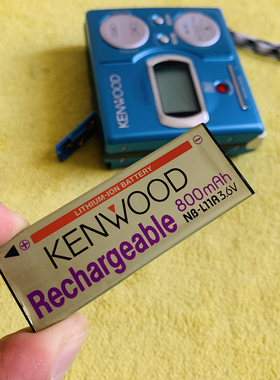 KENWOOD
LITHIUM-ION BATTERY
KENWOOD
Rechargeable
800mAh
NB-L11A 3.6V